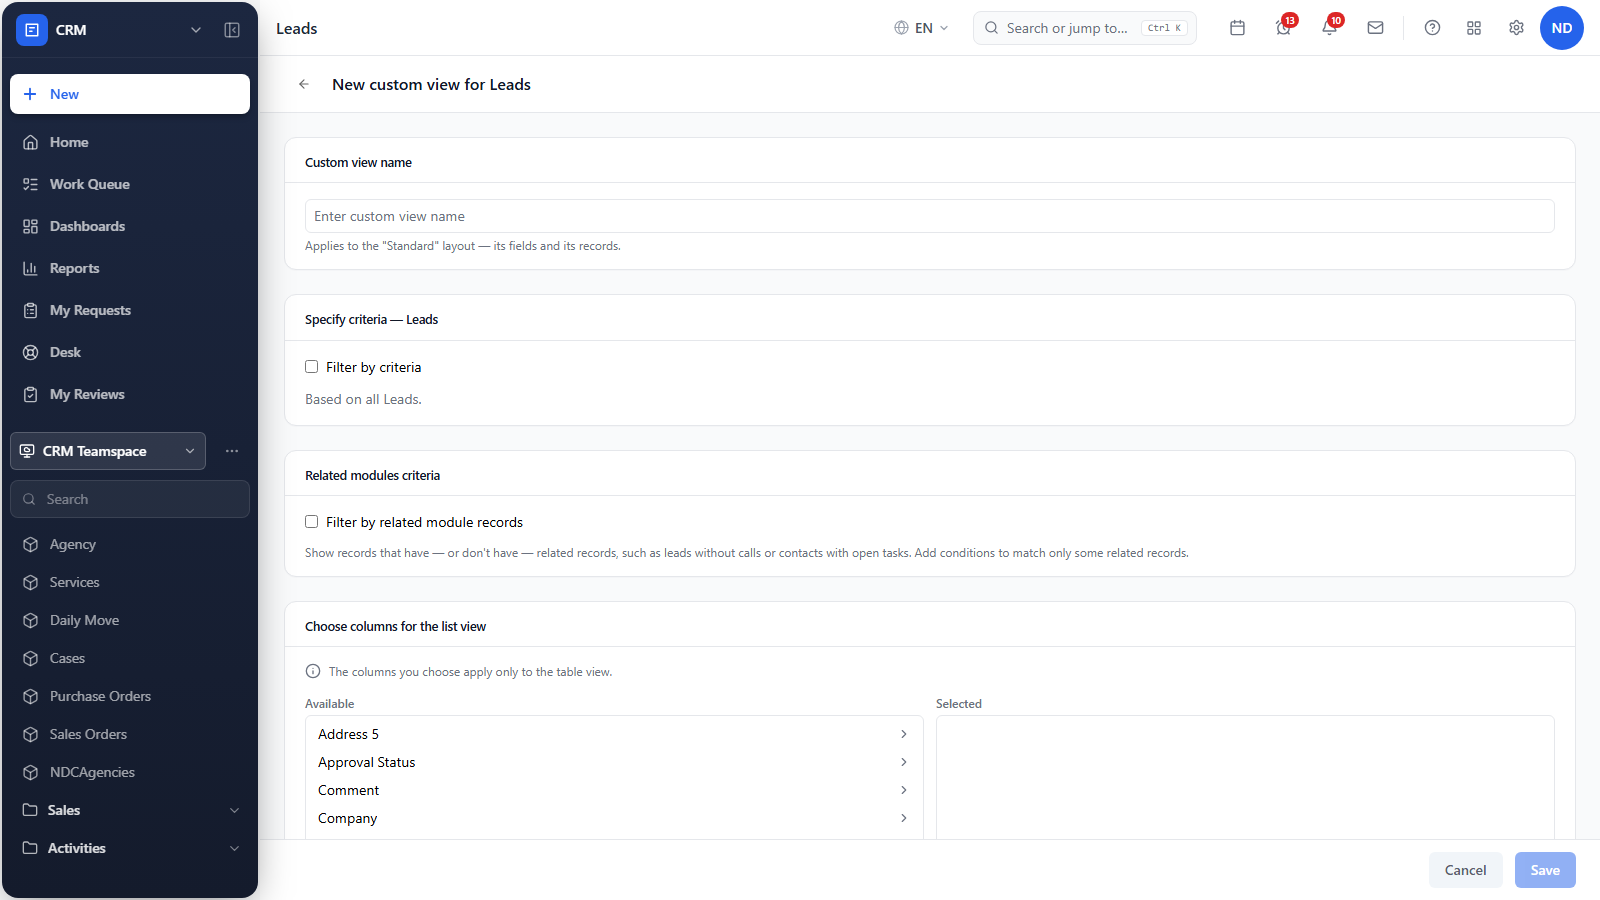 CRM
Leads
EN
Search or jump to...
Ctrl K
13
10
ND
New
Home
Work Queue
Dashboards
Reports
My Requests
Desk
My Reviews
CRM Teamspace
Search
Agency
Services
Daily Move
Cases
Purchase Orders
Sales Orders
NDCAgencies
Sales
Activities
New custom view for Leads
Custom view name
Enter custom view name
Applies to the "Standard" layout — its fields and its records.
Specify criteria — Leads
Filter by criteria
Based on all Leads.
Related modules criteria
Filter by related module records
Show records that have — or don't have — related records, such as leads without calls or contacts with open tasks. Add conditions to match only some related records.
Choose columns for the list view
The columns you choose apply only to the table view.
Available
Address 5
Approval Status
Comment
Company
Selected
Cancel
Save